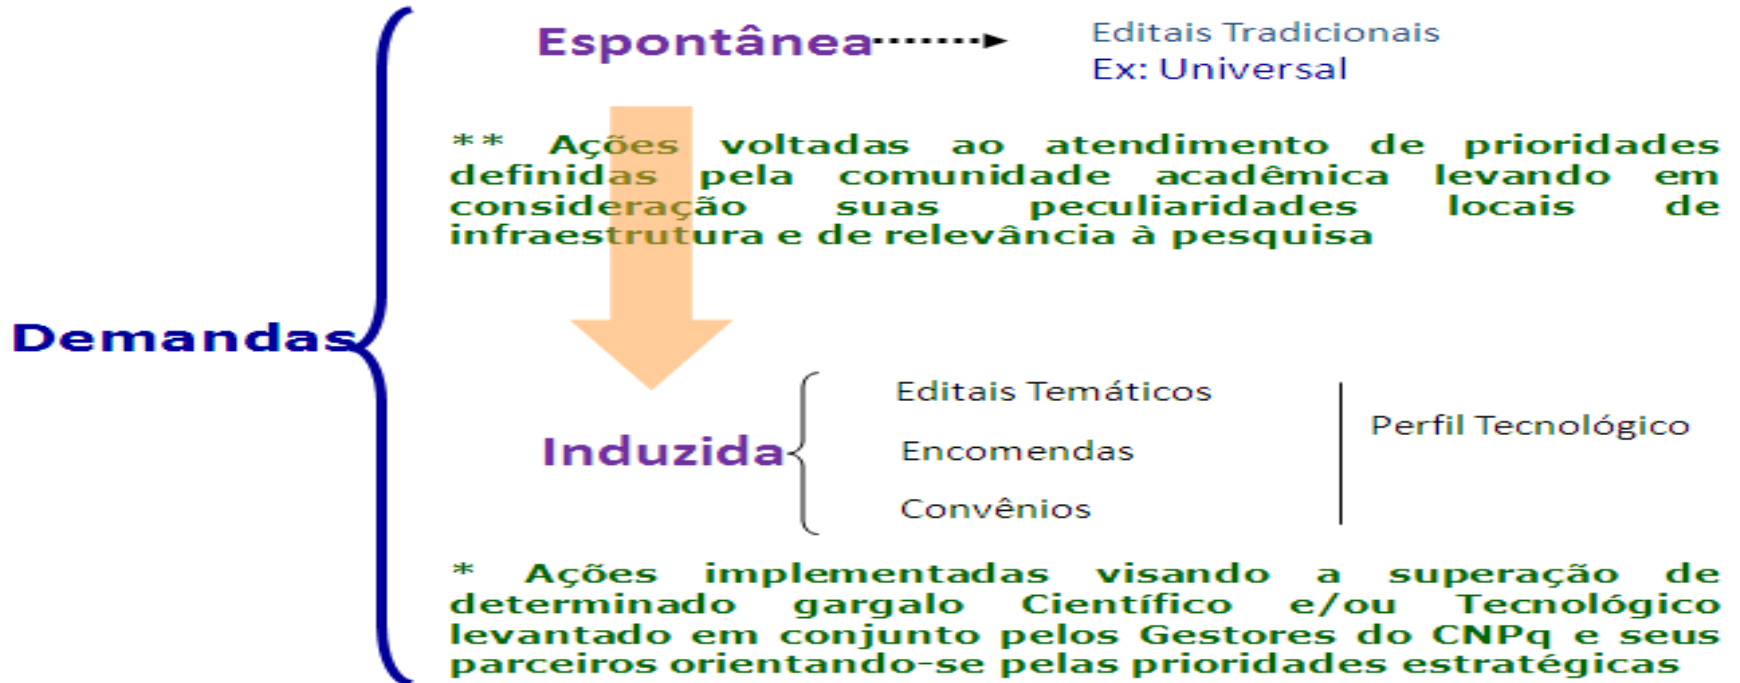 Espontânea
Editais Tradicionais
Ex: Universal
** Ações voltadas ao atendimento de prioridades
definidas pela comunidade acadêmica levando em
consideração suas peculiaridades locais de
infraestrutura e de relevância à pesquisa
Demandas
Induzida
Editais Temáticos
Encomendas
Convênios
Perfil Tecnológico
* Ações implementadas visando a superação de
determinado gargalo Científico e/ou Tecnológico
levantado em conjunto pelos Gestores do CNPq e seus
parceiros orientando-se pelas prioridades estratégicas